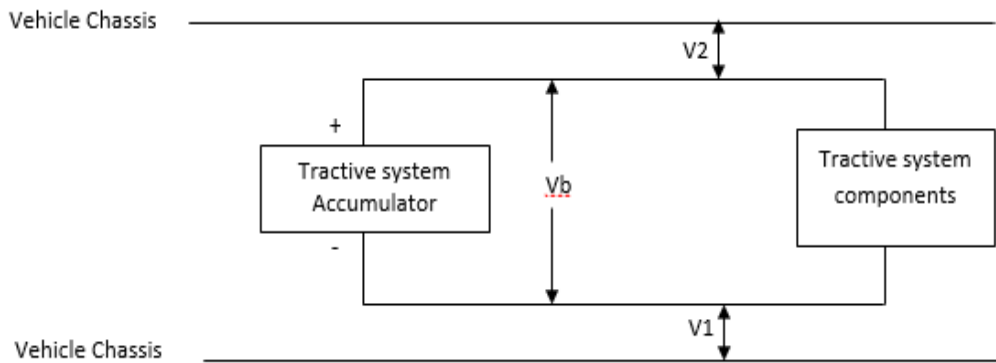 Vehicle Chassis
V2
+
Tractive system
Accumulator
-
Vb
Tractive system
components
V1
Vehicle Chassis